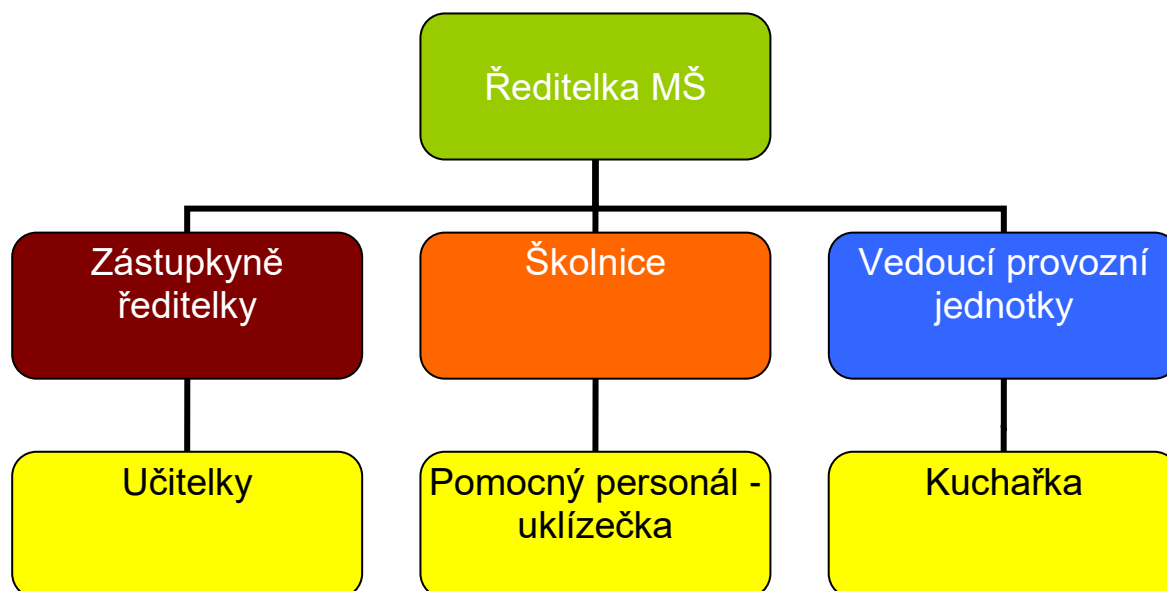 Ředitelka MŠ
Zástupkyně
ředitelky
Školnice
Vedoucí provozní
jednotky
Učitelky
Pomocný personál -
uklízečka
Kuchařka